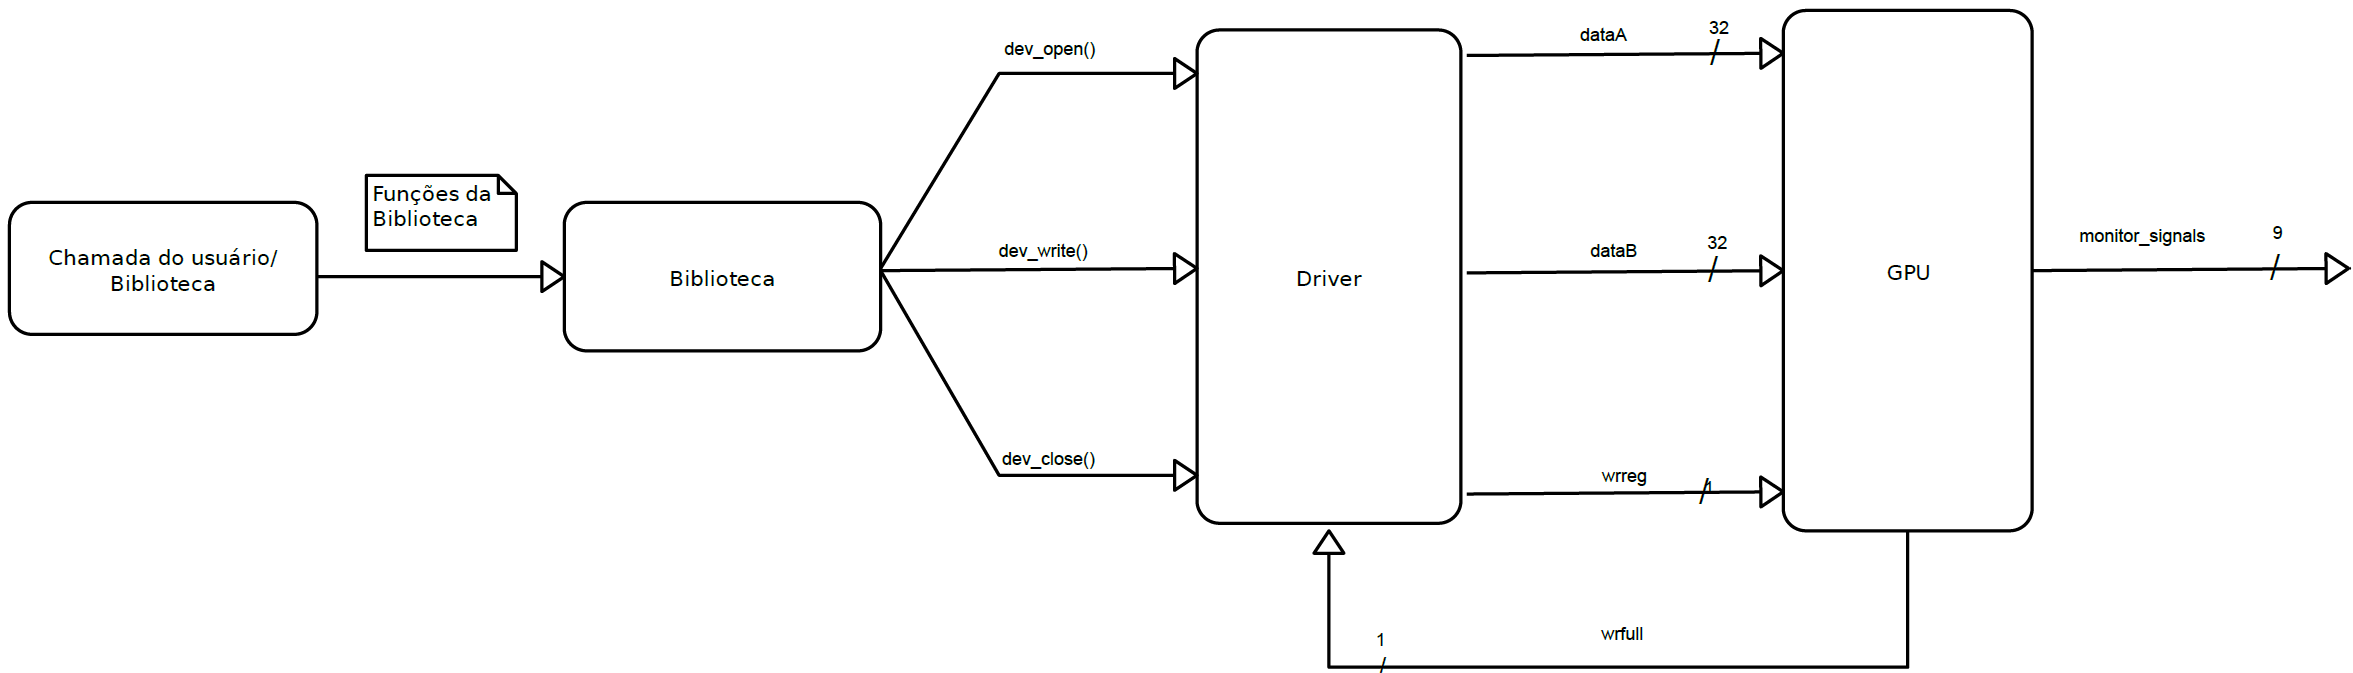 Chamada do usuário/
Biblioteca
Funções da
Biblioteca
Biblioteca
dev_open()
dev_write()
dev_close()
Driver
dataA
32
dataB
32
wrreg
1
GPU
monitor_signals
9
wrfull
1